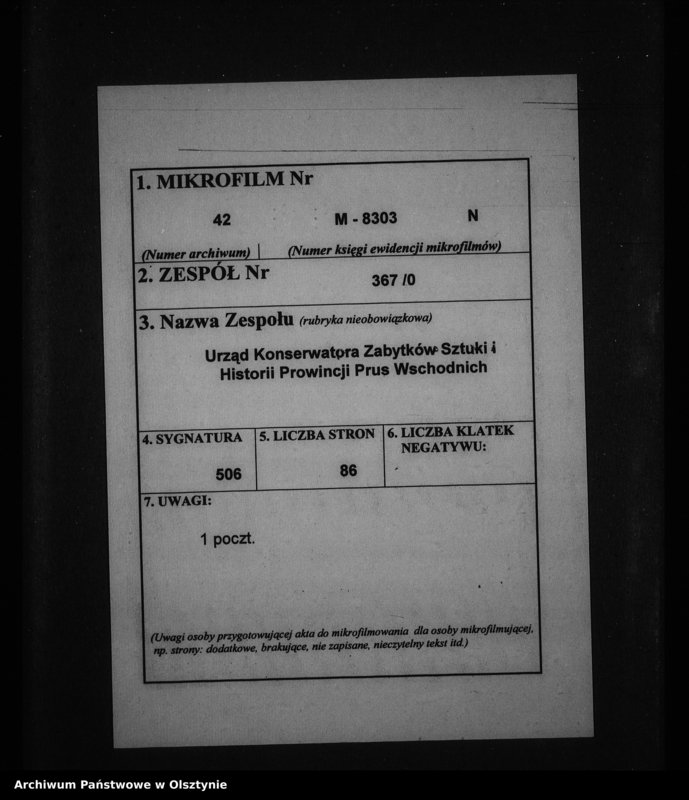 1. MIKROFILM Nr
42 M - 8303 N
(Numer archiwum) (Numer księgi ewidencji mikrofilmów)
2. ZESPÓŁ Nr
367 /0
3. Nazwa Zespołu (rubryka nieobowiązkowa)
Urząd Konserwatora Zabytków Sztuki i
Historii Prowincji Prus Wschodnich
4. SYGNATURA 5. LICZBA STRON 6. LICZBA KLATEK
NEGATYWU:
506 86
7. UWAGI:
1 poczt.
(Uwagi osoby przygotowującej akta do mikrofilmowania dla osoby mikrofilmującej,
np. strony: dodatkowe, brakujące, nie zapisane, nieczytelny tekst itd.)
Archiwum Państwowe w Olsztynie